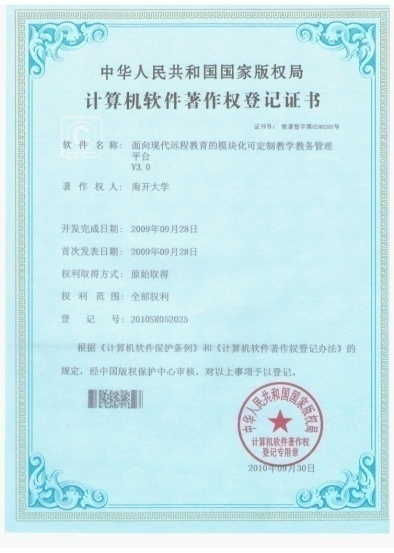 中华人民共和国国家版权局
计算机软件著作权登记证书
证书号： 软著登字第0240298号
软 件 名 称： 面向现代远程教育的模块化可定制教学教务管理
平台
V3.0
著 作 权 人： 南开大学
开发完成日期： 2009年09月28日
首次发表日期： 2009年09月28日
权利取得方式： 原始取得
权 利 范 围： 全部权利
登 记 号： 2010SR052025
根据《计算机软件保护条例》和《计算机软件著作权登记办法》的
规定，经中国版权保护中心审核，对以上事项予以登记。
中华人民共和国国家版权局
计算机软件著作权
登记专用章
2010年09月30日